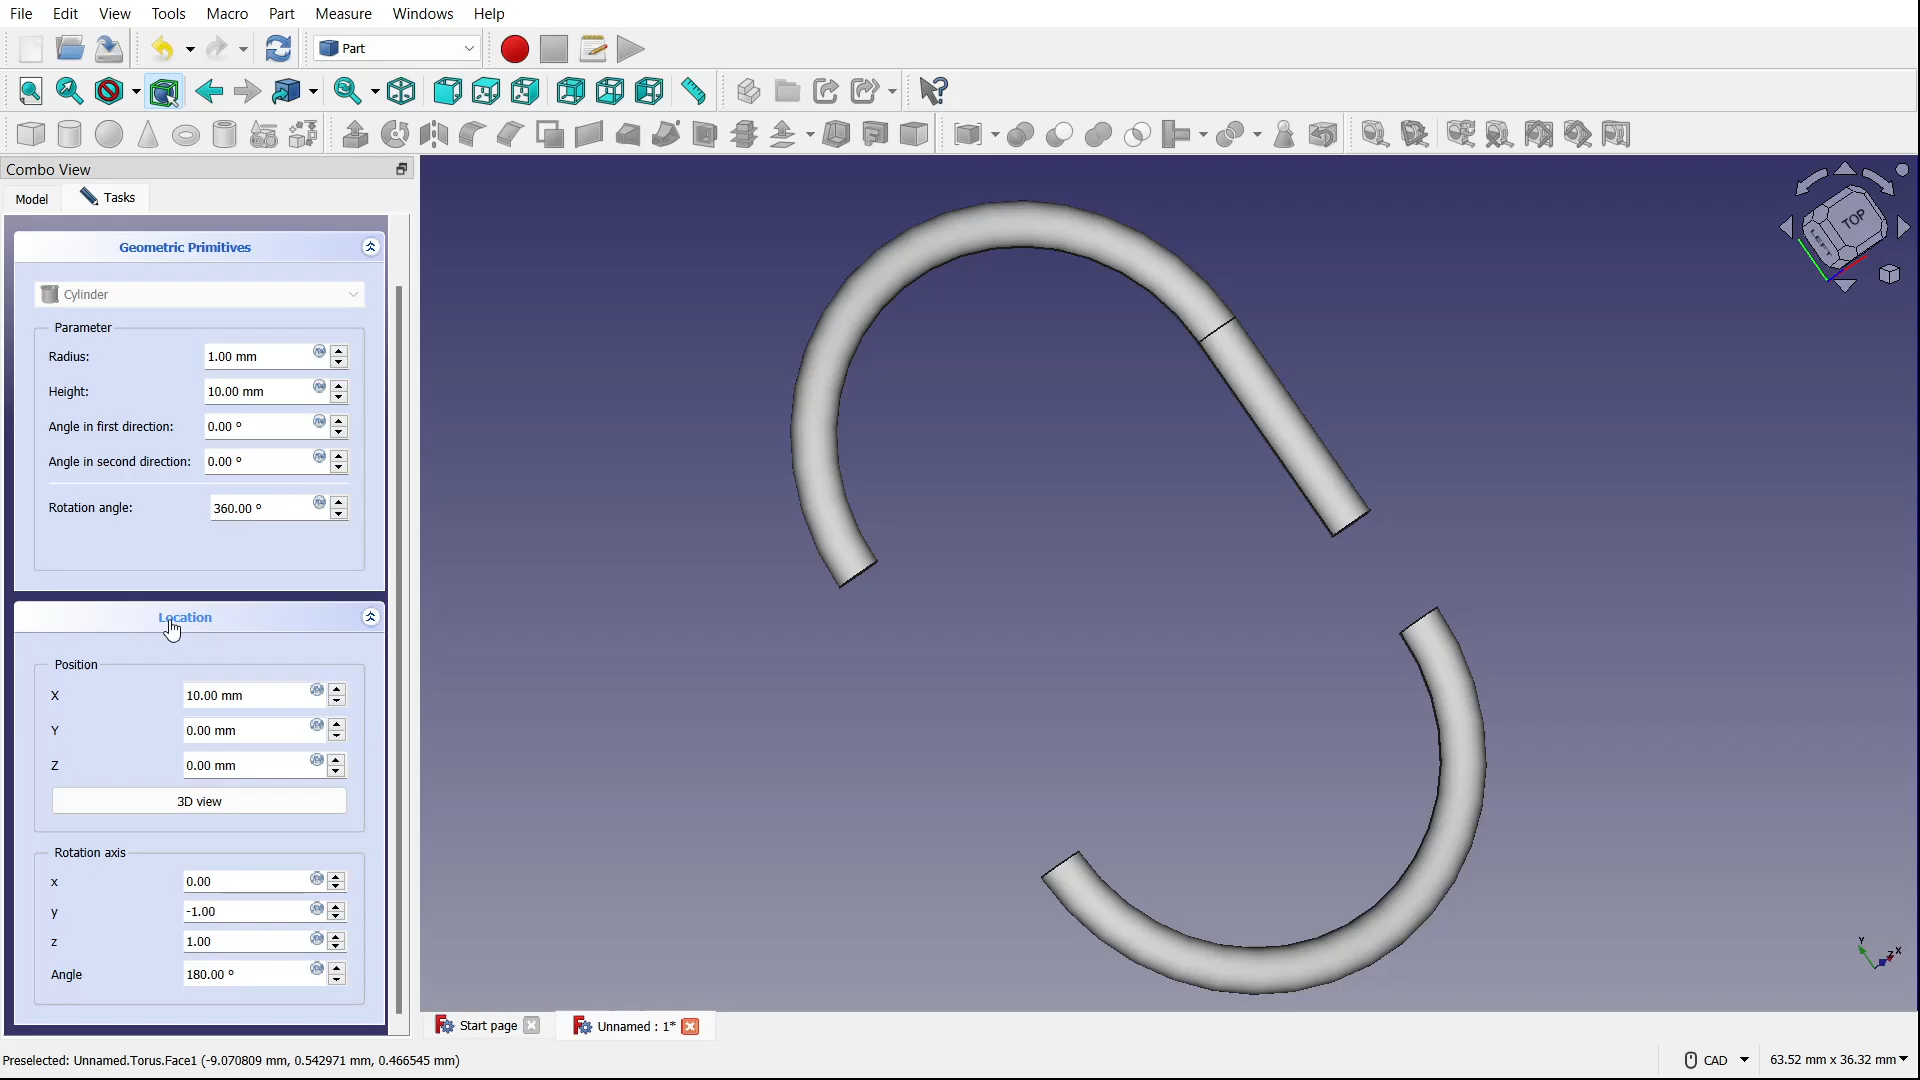 File Edit View Tools Macro Part Measure Windows Help
Part
Combo View
Model Tasks
Geometric Primitives
Cylinder
Parameter
Radius: 1.00 mm
Height: 10.00 mm
Angle in first direction: 0.00 °
Angle in second direction: 0.00 °
Rotation angle: 360.00 °
Location
Position
X 10.00 mm
Y 0.00 mm
Z 0.00 mm
3D view
Rotation axis
x 0.00
y -1.00
z 1.00
Angle 180.00 °
TOP
LEFT
Y
Z X
Start page Unnamed : 1*
Preselected: Unnamed.Torus.Face1 (-9.070809 mm, 0.542971 mm, 0.466545 mm)
CAD 63.52 mm x 36.32 mm